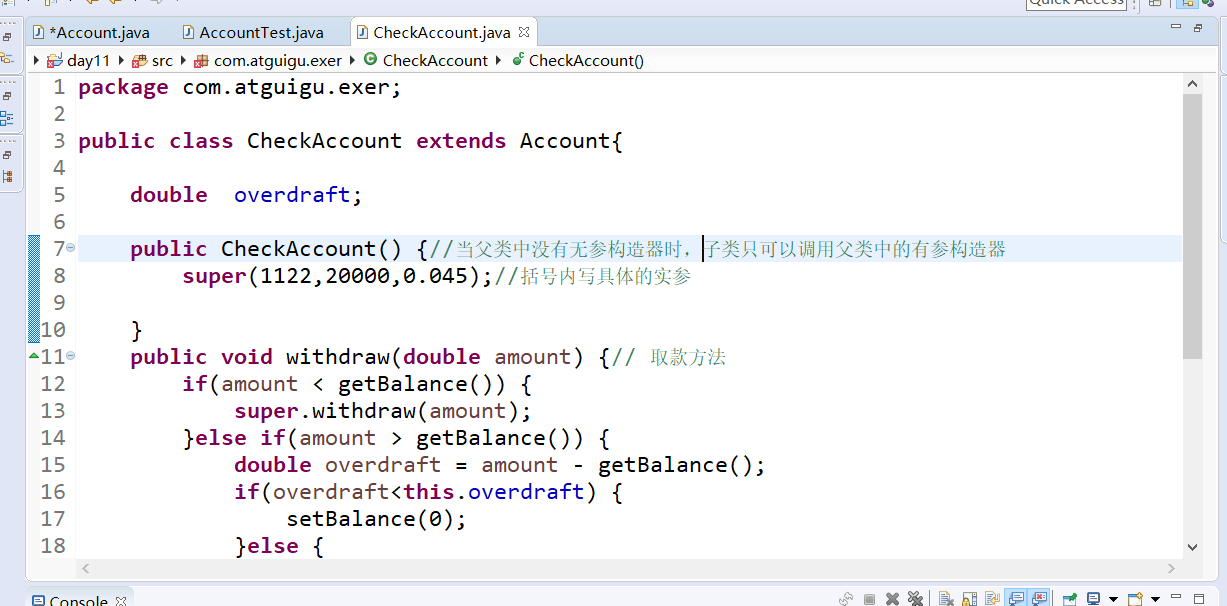 Quick Access
*Account.java AccountTest.java CheckAccount.java
day11 src com.atguigu.exer CheckAccount CheckAccount()
1 package com.atguigu.exer;
2
3 public class CheckAccount extends Account{
4
5 double overdraft;
6
7 public CheckAccount() {//当父类中没有无参构造器时，子类只可以调用父类中的有参构造器
8 super(1122,20000,0.045);//括号内写具体的实参
9
10 }
11 public void withdraw(double amount) {// 取款方法
12 if(amount < getBalance()) {
13 super.withdraw(amount);
14 }else if(amount > getBalance()) {
15 double overdraft = amount - getBalance();
16 if(overdraft<this.overdraft) {
17 setBalance(0);
18 }else {
Console